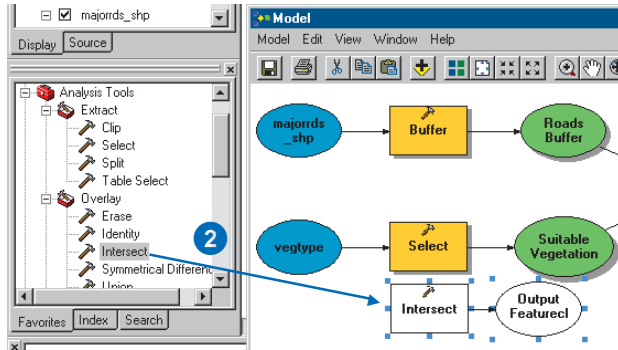 majorrds_shp
Display Source
Analysis Tools
Extract
Clip
Select
Split
Table Select
Overlay
Erase
Identity
Intersect
Symmetrical Differenc
Union
Favorites Index Search
2
Model
Model Edit View Window Help
majorrds
_shp
Buffer
Roads
Buffer
vegtype
Select
Suitable
Vegetation
Intersect
Output
Featurecl